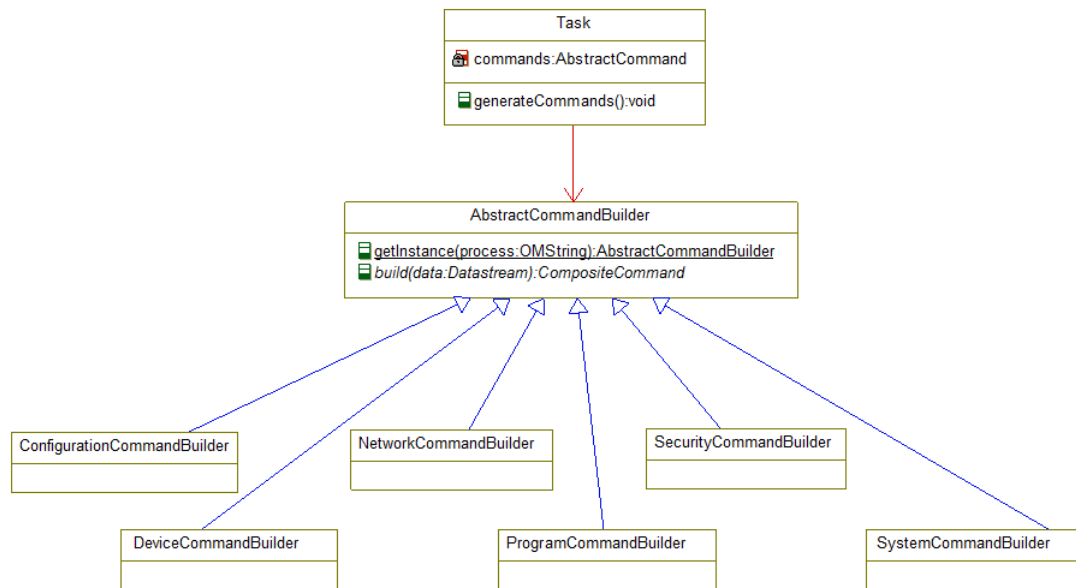 Task
commands:AbstractCommand
generateCommands():void
AbstractCommandBuilder
getInstance(process:OMString):AbstractCommandBuilder
build(data:Datastream):CompositeCommand
ConfigurationCommandBuilder
NetworkCommandBuilder
SecurityCommandBuilder
DeviceCommandBuilder
ProgramCommandBuilder
SystemCommandBuilder